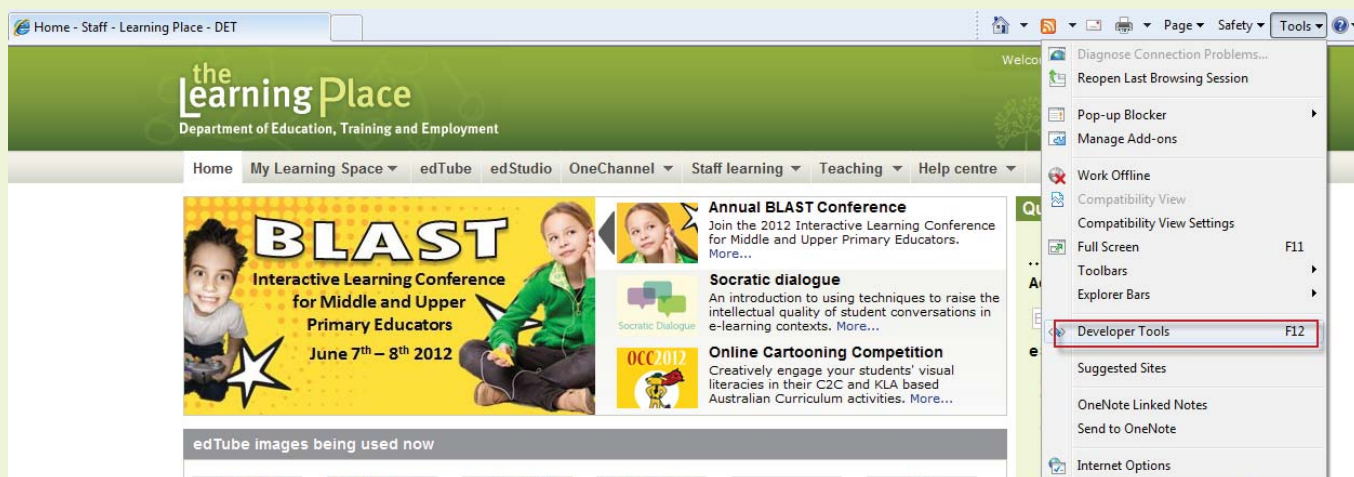 Home - Staff - Learning Place - DET
Page Safety Tools
the
Learning Place
Department of Education, Training and Employment
Home My Learning Space edTube edStudio OneChannel Staff learning Teaching Help centre
BLAST
Interactive Learning Conference
for Middle and Upper
Primary Educators
June 7th – 8th 2012
Annual BLAST Conference
Join the 2012 Interactive Learning Conference
for Middle and Upper Primary Educators.
More...
Socratic Dialogue
Socratic dialogue
An introduction to using techniques to raise the
intellectual quality of student conversations in
e-learning contexts. More...
OCC2012
Online Cartooning Competition
Creatively engage your students' visual
literacies in their C2C and KLA based
Australian Curriculum activities. More...
edTube images being used now
Diagnose Connection Problems...
Reopen Last Browsing Session
Pop-up Blocker
Manage Add-ons
Work Offline
Compatibility View
Compatibility View Settings
Full Screen F11
Toolbars
Explorer Bars
Developer Tools F12
Suggested Sites
OneNote Linked Notes
Send to OneNote
Internet Options